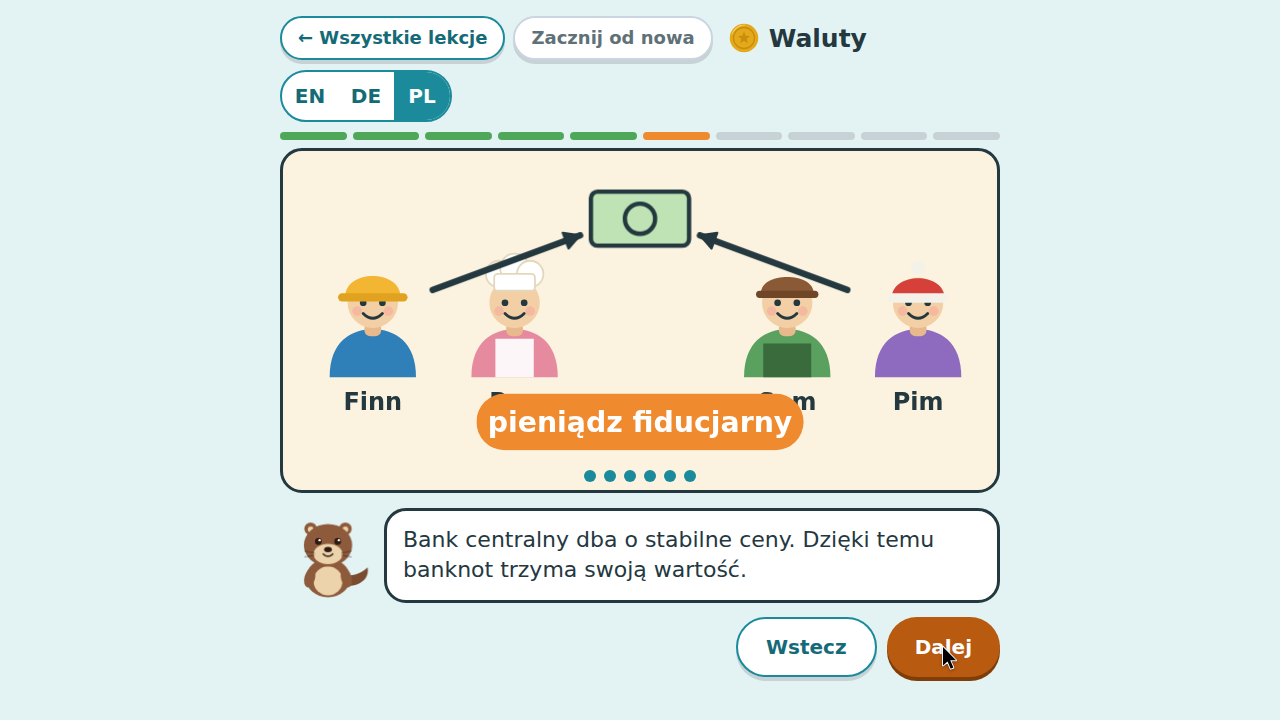 ← Wszystkie lekcje
Zacznij od nowa
Waluty
EN DE PL
Finn
Pim
pieniądz fiducjarny
Bank centralny dba o stabilne ceny. Dzięki temu
banknot trzyma swoją wartość.
Wstecz
Dalej